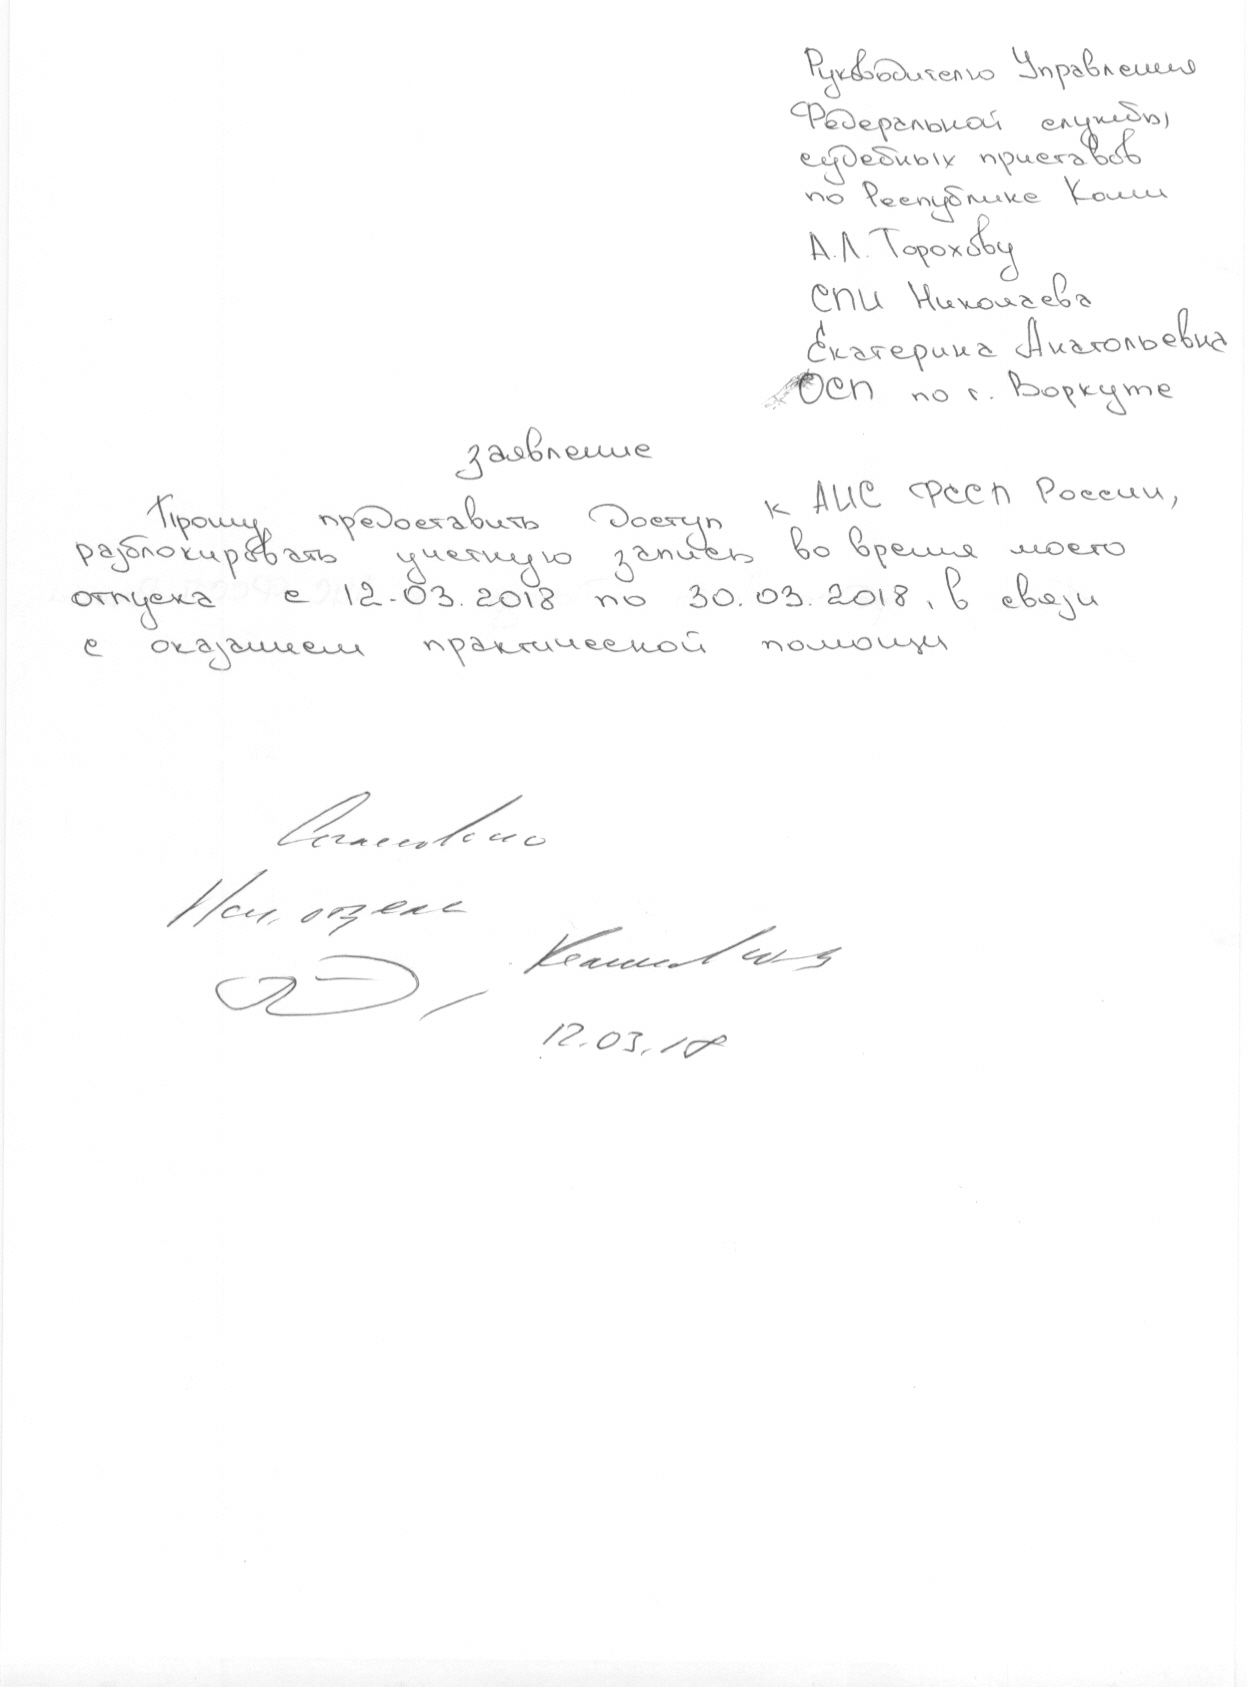 Руководителю Управления
Федеральной службы
судебных приставов
по Республике Коми
А.Л. Торохову
СПИ Николаева
Екатерина Анатольевна
ОСП по г. Воркуте
заявление
Прошу предоставить доступ к АИС ФССП России,
разблокировать учетную запись во время моего
отпуска с 12.03.2018 по 30.03.2018, в связи
с оказанием практической помощи
Согласовано
Нач. отдела
12.03.18